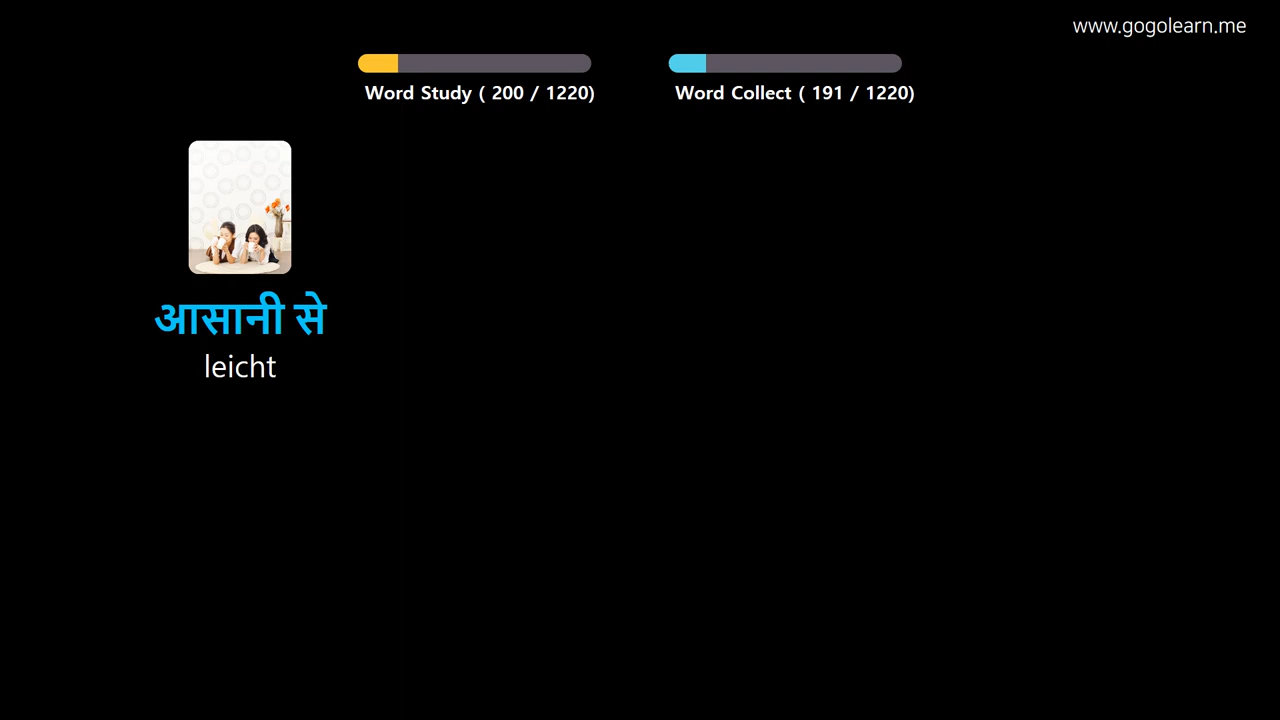 www.gogolearn.me
Word Study ( 200 / 1220)
Word Collect ( 191 / 1220)
आसानी से
leicht